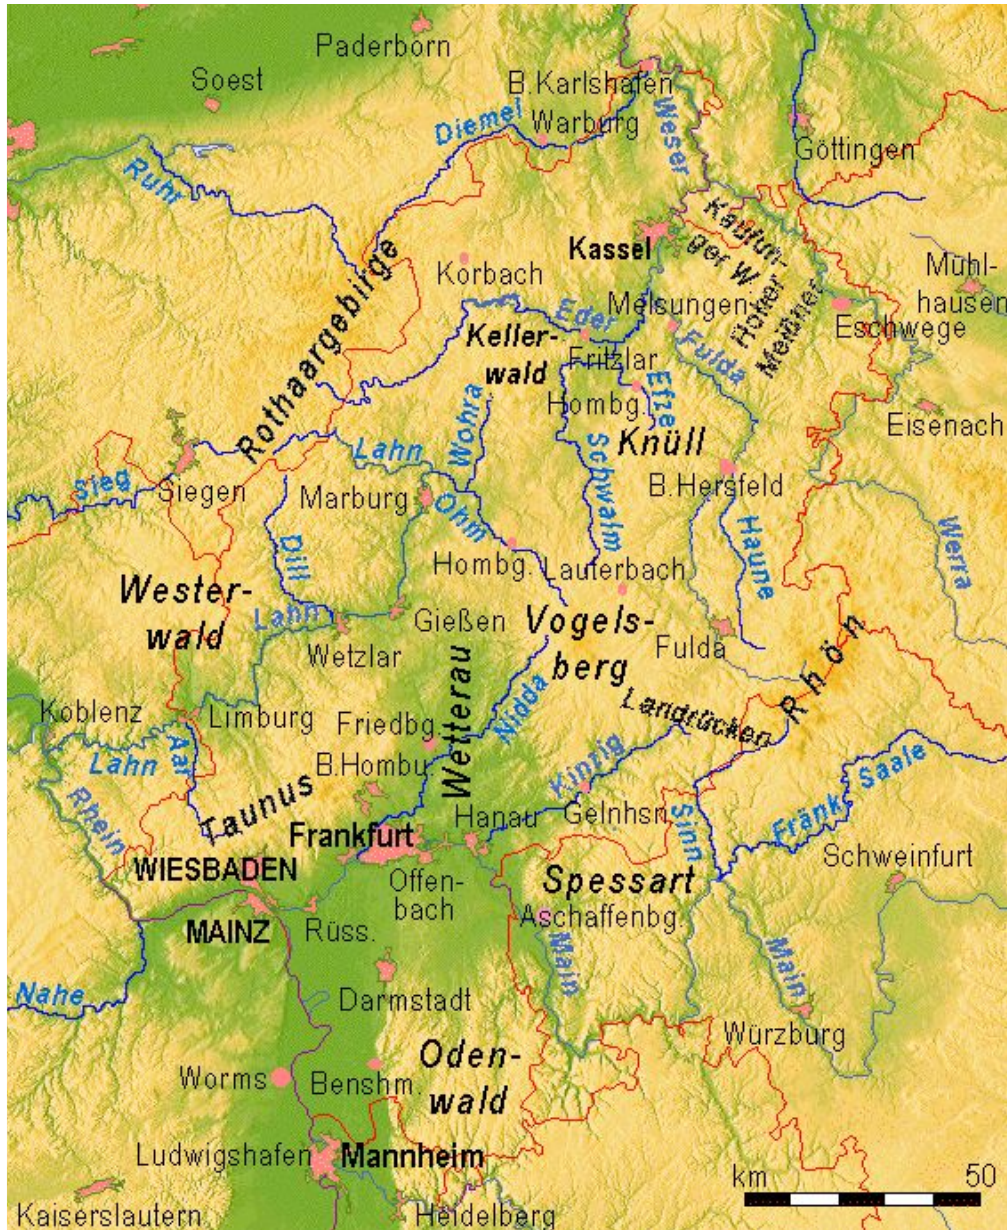 Paderborn
Soest
B.Karlshafen
Diemel
Warburg
Weser
Göttingen
Ruhr
Kassel
Kaufun-
ger W.
Hoher
Meißner
Mühl-
hausen
Korbach
Rothaargebirge
Melsungen
Eder
Eschwege
Keller-
wald
Fritzlar
Fulda
Hombg.
Efze
Eisenach
Wohra
Lahn
Knüll
Schwalm
Sieg
Siegen
Marburg
Ohm
B.Hersfeld
Dill
Hombg.
Lauterbach
Haune
Werra
Wester-
wald
Lahn
Gießen
Vogels-
berg
Wetzlar
Fulda
Rhön
Wetterau
Nidda
Landrücken
Koblenz
Limburg
Friedbg.
Lahn
Aar
B.Hombu.
Kinzig
Fränk. Saale
Rhein
Taunus
Frankfurt
Hanau
Gelnhsn.
Sinn
WIESBADEN
Offen-
bach
Spessart
Schweinfurt
MAINZ
Rüss.
Aschaffenbg.
Main
Main
Nahe
Darmstadt
Würzburg
Oden-
wald
Worms
Benshm.
Ludwigshafen
Mannheim
km 50
Kaiserslautern
Heidelberg